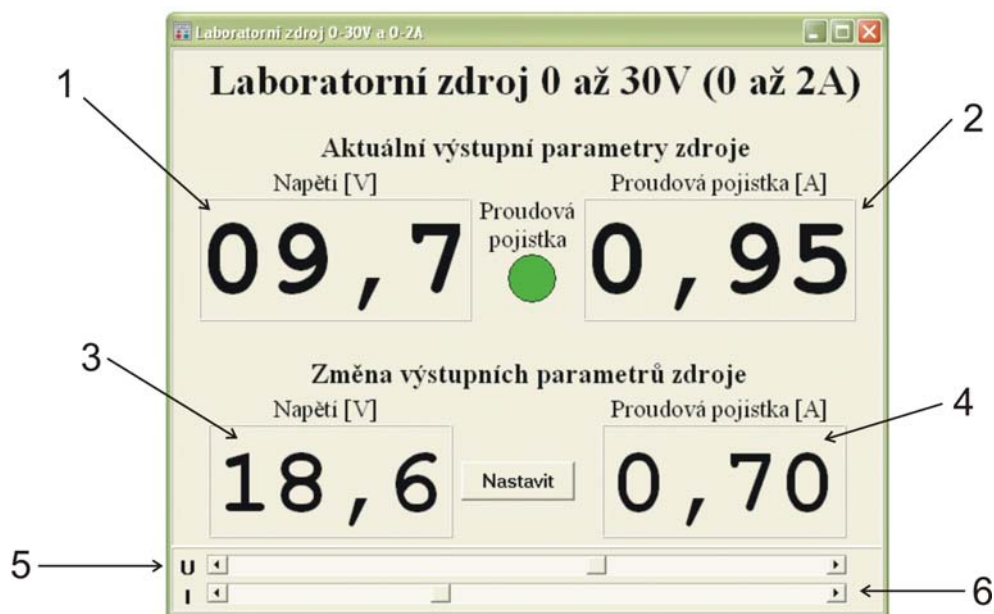 Laboratorní zdroj 0-30V a 0-2A
Laboratorní zdroj 0 až 30V (0 až 2A)
1
2
Aktuální výstupní parametry zdroje
Napětí [V]
Proudová pojistka [A]
09,7
Proudová
pojistka
0,95
3
4
Změna výstupních parametrů zdroje
Napětí [V]
Proudová pojistka [A]
18,6
Nastavit
0,70
5
U
I
6